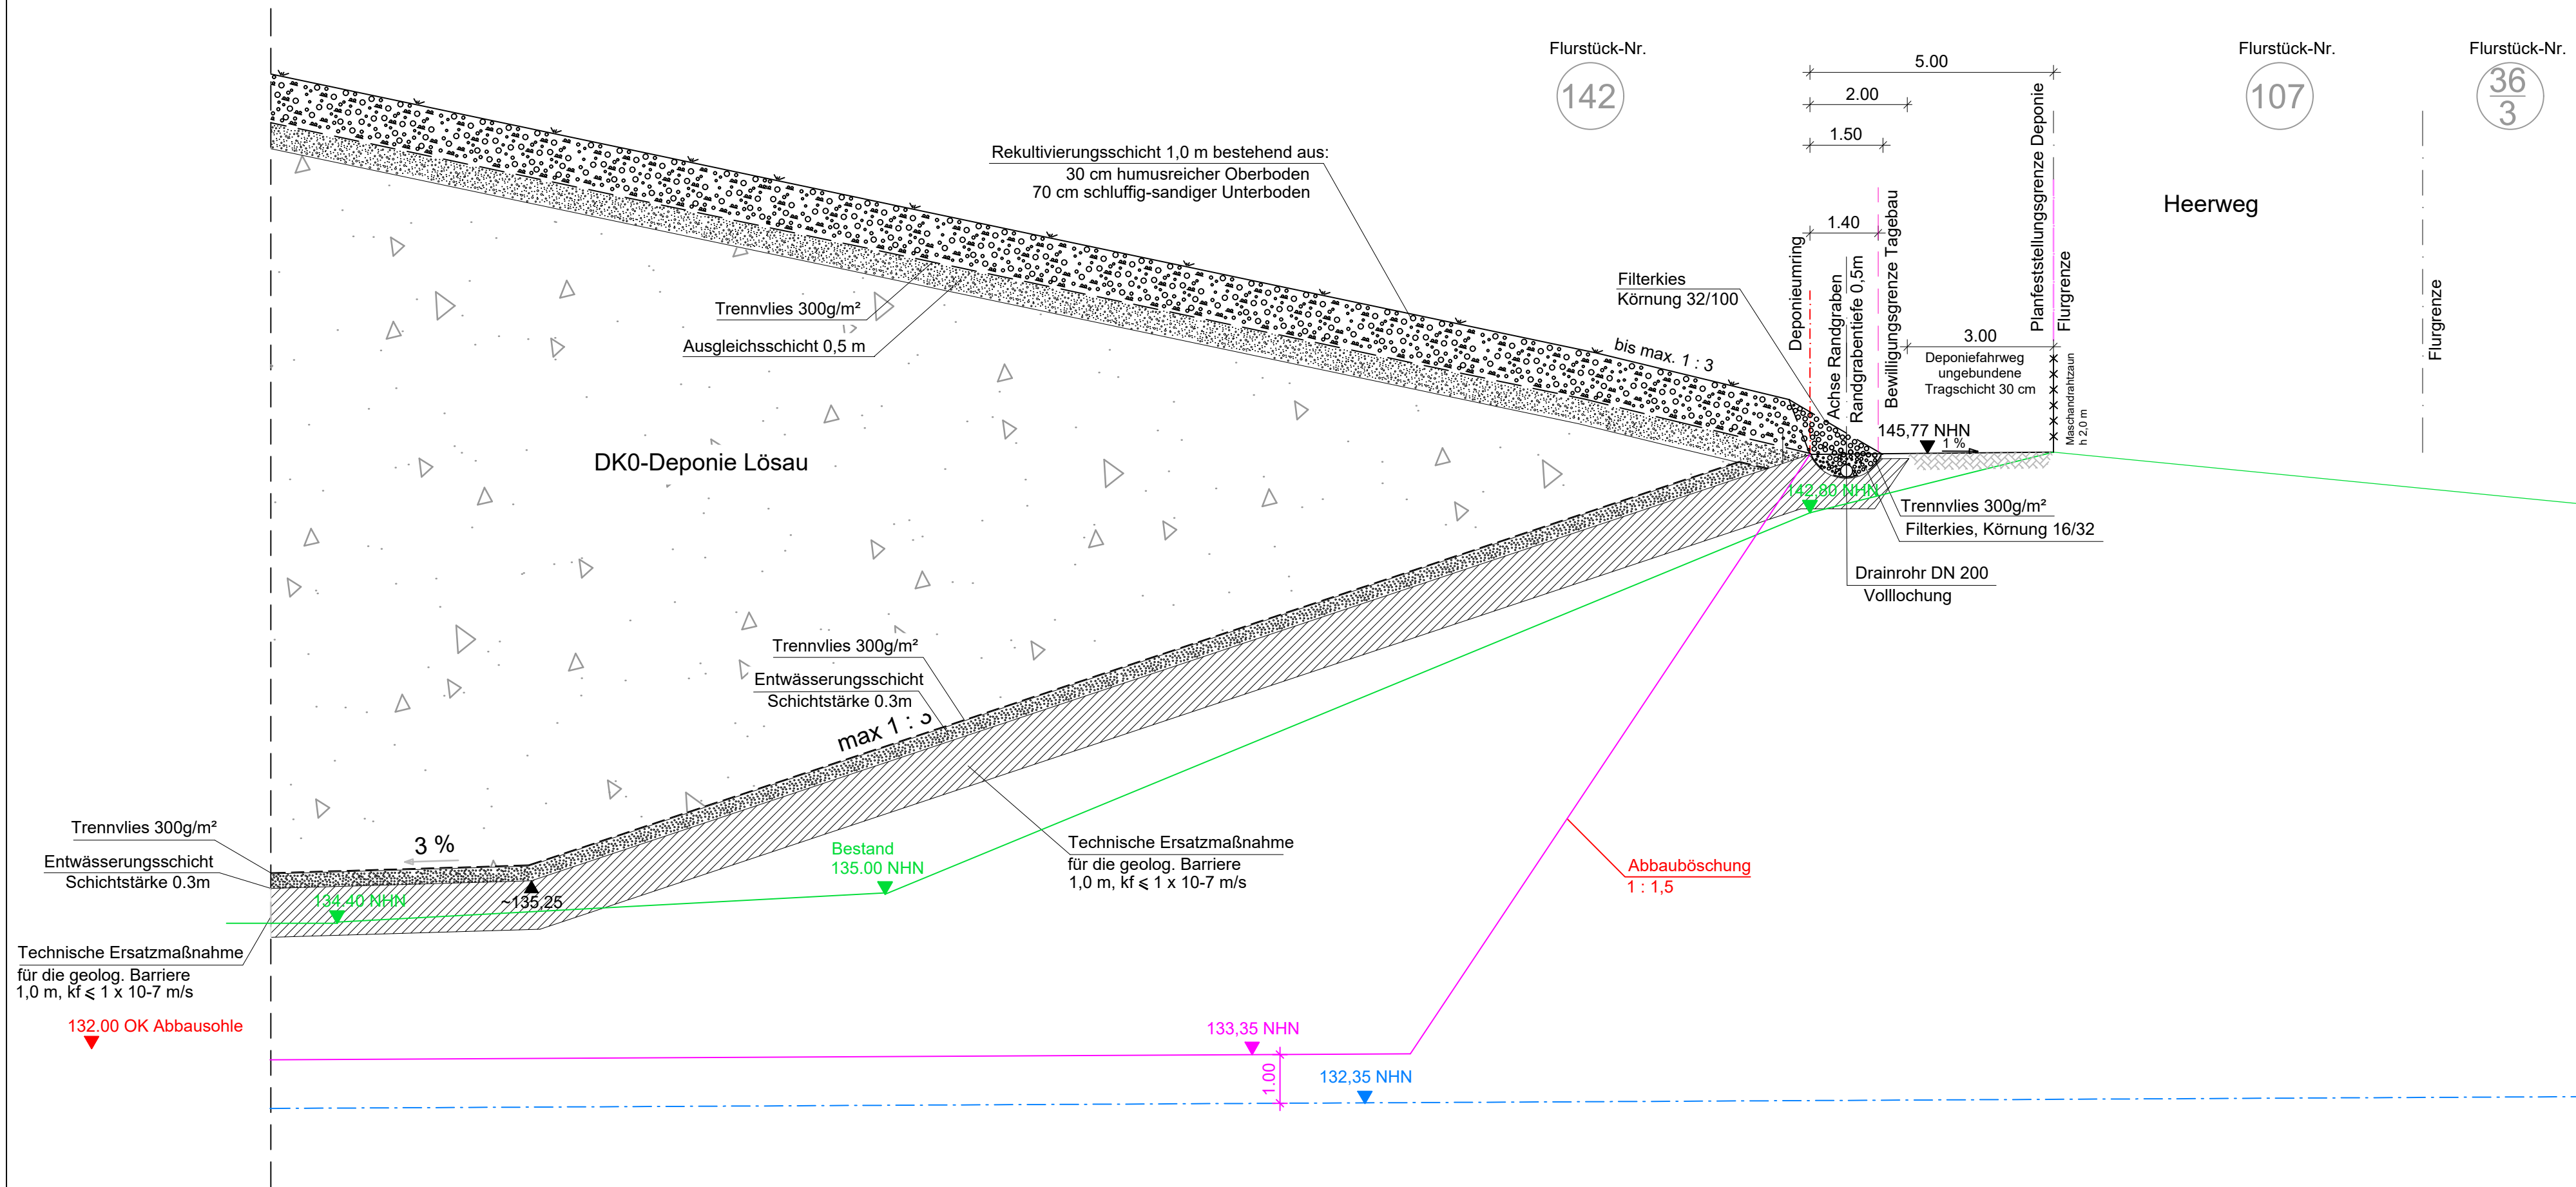 Flurstück-Nr.
142
Flurstück-Nr.
107
Flurstück-Nr.
36
3
5.00
2.00
1.50
1.40
Rekultivierungsschicht 1,0 m bestehend aus:
30 cm humusreicher Oberboden
70 cm schluffig-sandiger Unterboden
Heerweg
Trennvlies 300g/m²
Ausgleichsschicht 0,5 m
Filterkies
Körnung 32/100
bis max. 1 : 3
Deponieumring
Achse Randgraben
Randgrabentiefe 0,5m
Bewilligungsgrenze Tagebau
Planfeststellungsgrenze Deponie
Flurgrenze
Flurgrenze
3.00
Deponiefahrweg
ungebundene
Tragschicht 30 cm
Maschandrahtzaun
h 2,0 m
145,77 NHN
1 %
DK0-Deponie Lösau
142,80 NHN
Trennvlies 300g/m²
Filterkies, Körnung 16/32
Drainrohr DN 200
Volllochung
Trennvlies 300g/m²
Entwässerungsschicht
Schichtstärke 0.3m
max 1 : 3
Trennvlies 300g/m²
Entwässerungsschicht
Schichtstärke 0.3m
3 %
134,40 NHN
~135,25
Bestand
135.00 NHN
Technische Ersatzmaßnahme
für die geolog. Barriere
1,0 m, kf ⩽ 1 x 10-7 m/s
Abbauböschung
1 : 1,5
Technische Ersatzmaßnahme
für die geolog. Barriere
1,0 m, kf ⩽ 1 x 10-7 m/s
132.00 OK Abbausohle
133,35 NHN
1.00
132,35 NHN